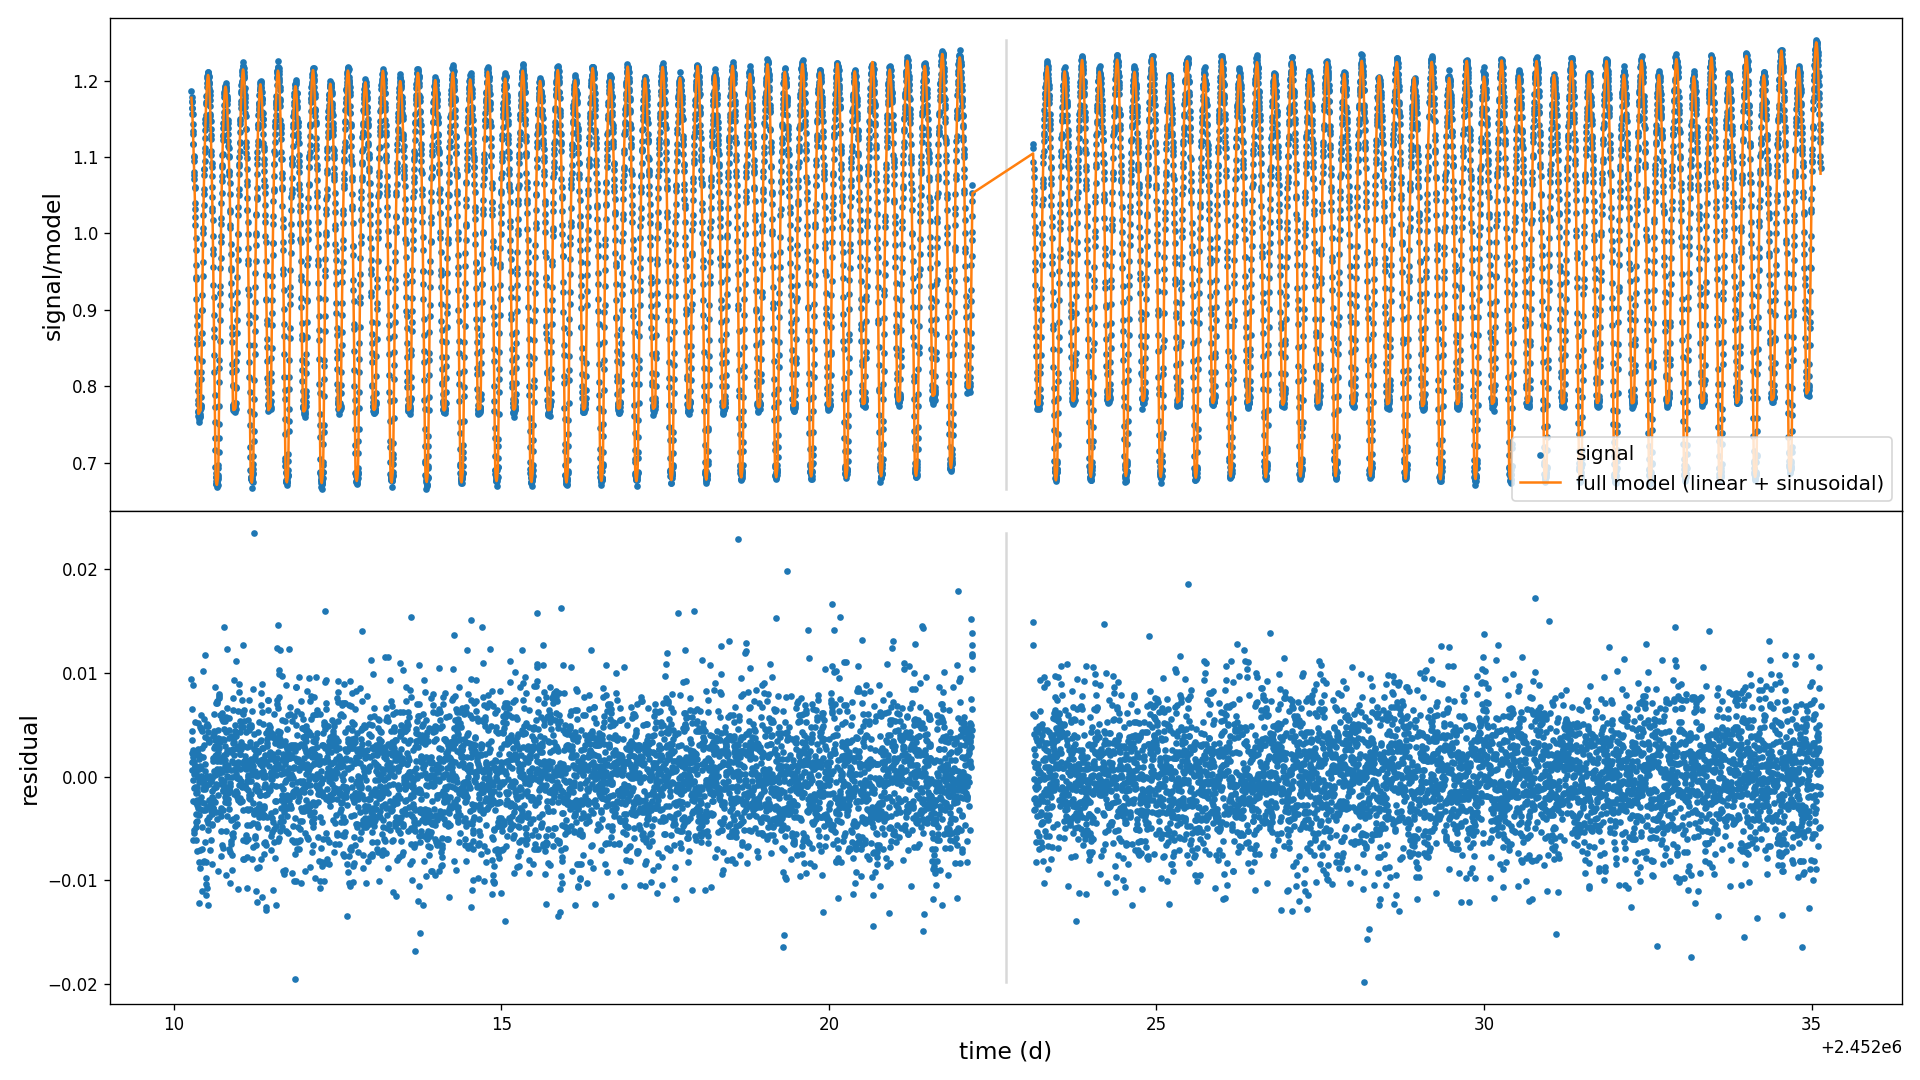 1.2
1.1
1.0
0.9
0.8
0.7
signal/model
signal
full model (linear + sinusoidal)
0.02
0.01
0.00
−0.01
−0.02
residual
10 15 20 25 30 35
time (d)
+2.452e6